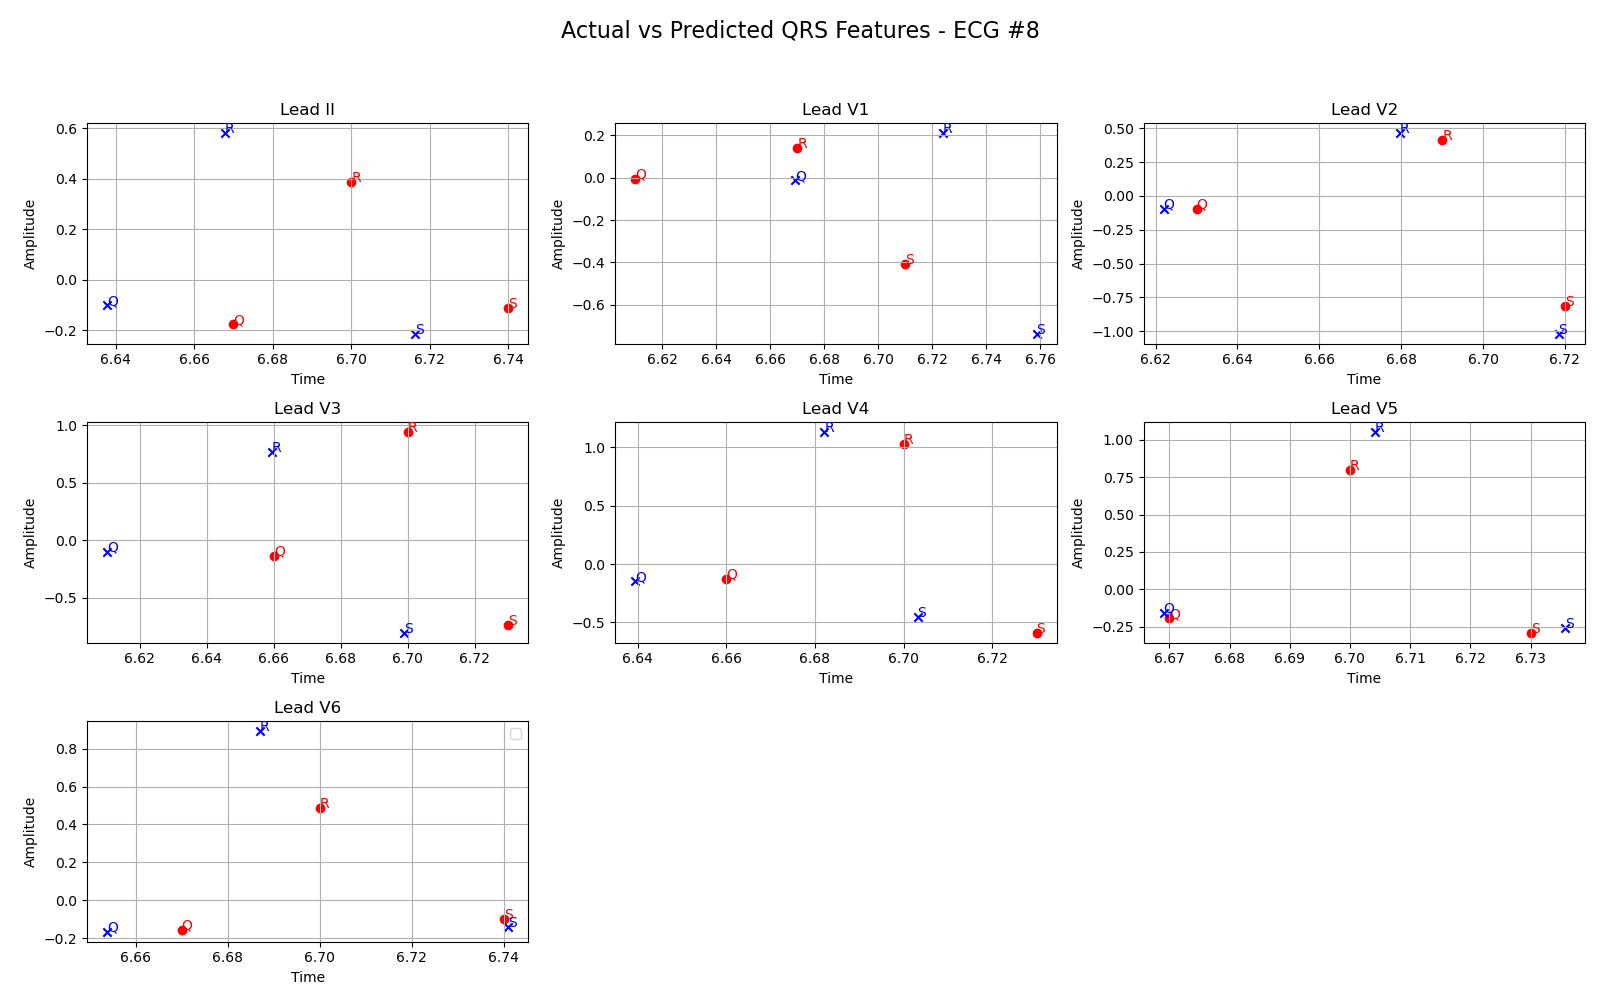 Actual vs Predicted QRS Features - ECG #8
Lead II
Amplitude
0.6
0.4
0.2
0.0
−0.2
R
R
Q
Q
S
S
6.64 6.66 6.68 6.70 6.72 6.74
Time
Lead V1
Amplitude
0.2
0.0
−0.2
−0.4
−0.6
R
R
Q
Q
S
S
6.62 6.64 6.66 6.68 6.70 6.72 6.74 6.76
Time
Lead V2
Amplitude
0.50
0.25
0.00
−0.25
−0.50
−0.75
−1.00
R
R
Q
Q
S
S
6.62 6.64 6.66 6.68 6.70 6.72
Time
Lead V3
Amplitude
1.0
0.5
0.0
−0.5
R
R
Q
Q
S
S
6.62 6.64 6.66 6.68 6.70 6.72
Time
Lead V4
Amplitude
1.0
0.5
0.0
−0.5
R
R
Q
Q
S
S
6.64 6.66 6.68 6.70 6.72
Time
Lead V5
Amplitude
1.00
0.75
0.50
0.25
0.00
−0.25
R
R
Q
Q
S
S
6.67 6.68 6.69 6.70 6.71 6.72 6.73
Time
Lead V6
Amplitude
0.8
0.6
0.4
0.2
0.0
−0.2
R
R
Q
Q
S
S
6.66 6.68 6.70 6.72 6.74
Time